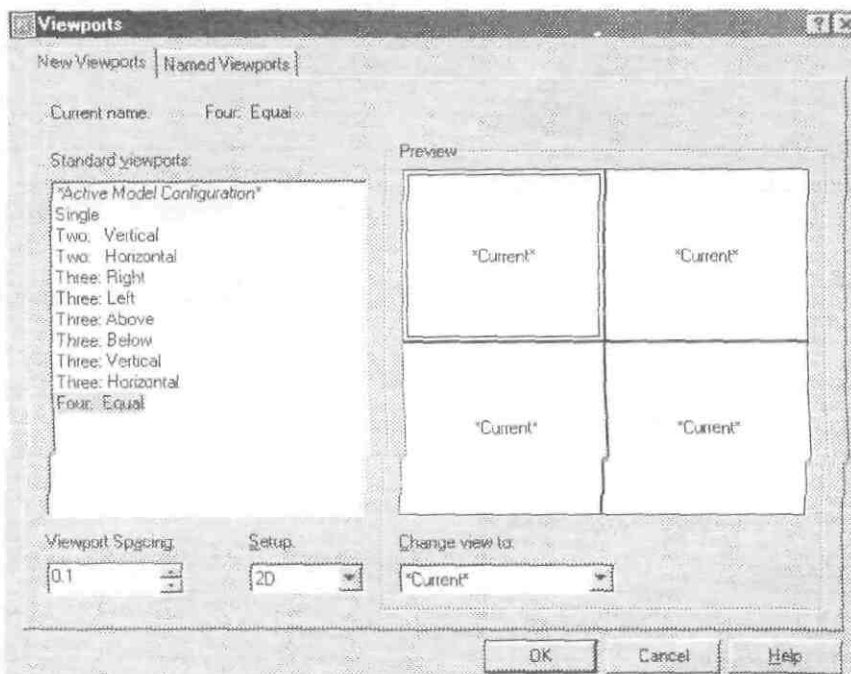 Viewports
New Viewports
Named Viewports
Current name:
Four: Equal
Standard viewports:
*Active Model Configuration*
Single
Two: Vertical
Two: Horizontal
Three: Right
Three: Left
Three: Above
Three: Below
Three: Vertical
Three: Horizontal
Four: Equal
Preview
*Current*
*Current*
*Current*
*Current*
Viewport Spacing:
0.1
Setup:
2D
Change view to:
*Current*
OK
Cancel
Help